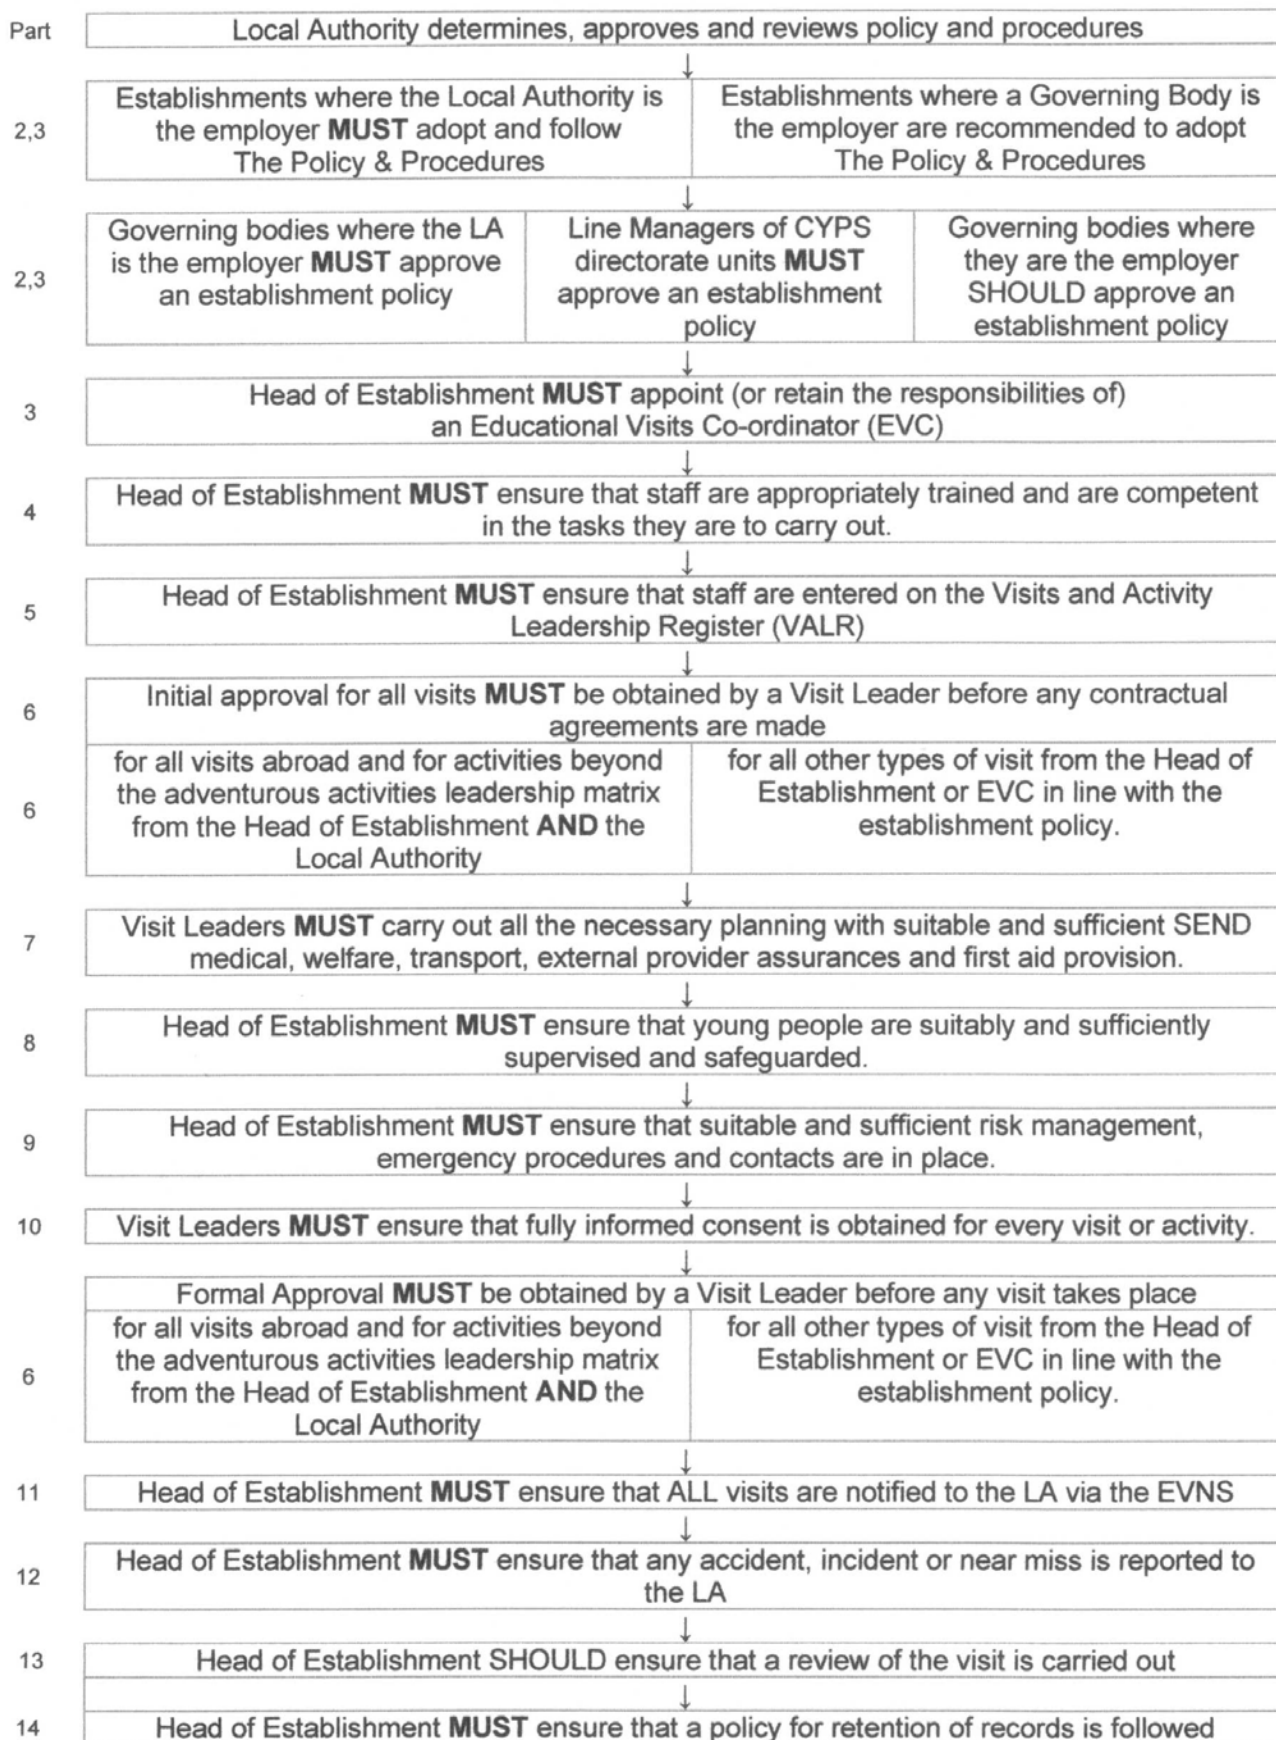 Part
Local Authority determines, approves and reviews policy and procedures
↓
2,3
Establishments where the Local Authority is
the employer MUST adopt and follow
The Policy & Procedures
Establishments where a Governing Body is
the employer are recommended to adopt
The Policy & Procedures
↓
2,3
Governing bodies where the LA
is the employer MUST approve
an establishment policy
Line Managers of CYPS
directorate units MUST
approve an establishment
policy
Governing bodies where
they are the employer
SHOULD approve an
establishment policy
↓
3
Head of Establishment MUST appoint (or retain the responsibilities of)
an Educational Visits Co-ordinator (EVC)
↓
4
Head of Establishment MUST ensure that staff are appropriately trained and are competent
in the tasks they are to carry out.
↓
5
Head of Establishment MUST ensure that staff are entered on the Visits and Activity
Leadership Register (VALR)
↓
6
Initial approval for all visits MUST be obtained by a Visit Leader before any contractual
agreements are made
6
for all visits abroad and for activities beyond
the adventurous activities leadership matrix
from the Head of Establishment AND the
Local Authority
for all other types of visit from the Head of
Establishment or EVC in line with the
establishment policy.
↓
7
Visit Leaders MUST carry out all the necessary planning with suitable and sufficient SEND
medical, welfare, transport, external provider assurances and first aid provision.
↓
8
Head of Establishment MUST ensure that young people are suitably and sufficiently
supervised and safeguarded.
↓
9
Head of Establishment MUST ensure that suitable and sufficient risk management,
emergency procedures and contacts are in place.
↓
10
Visit Leaders MUST ensure that fully informed consent is obtained for every visit or activity.
↓
Formal Approval MUST be obtained by a Visit Leader before any visit takes place
6
for all visits abroad and for activities beyond
the adventurous activities leadership matrix
from the Head of Establishment AND the
Local Authority
for all other types of visit from the Head of
Establishment or EVC in line with the
establishment policy.
↓
11
Head of Establishment MUST ensure that ALL visits are notified to the LA via the EVNS
↓
12
Head of Establishment MUST ensure that any accident, incident or near miss is reported to
the LA
↓
13
Head of Establishment SHOULD ensure that a review of the visit is carried out
↓
14
Head of Establishment MUST ensure that a policy for retention of records is followed